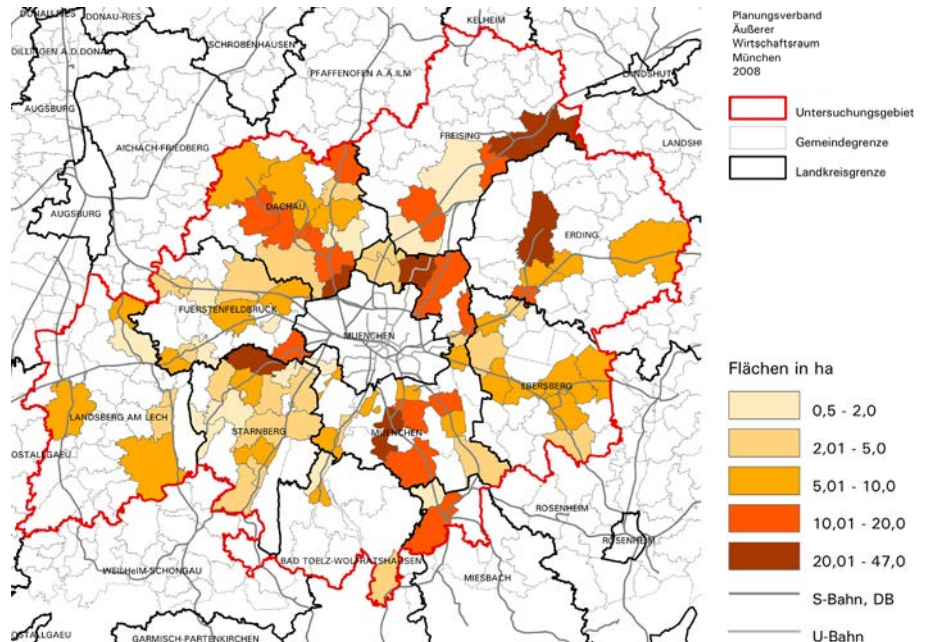 DONAU-RIES
DONAU-RIES
KELHEIM
DILLINGEN A.D.DONAU
SCHROBENHAUSEN
PFAFFENOFEN A.A.ILM
LANDSHUT
AUGSBURG
FREISING
AICHACH-FRIEDBERG
AUGSBURG
DACHAU
ERDING
FUERSTENFELDBRUCK
MUENCHEN
EBERSBERG
LANDSBERG AM LECH
STARNBERG
MUENCHEN
OSTALLGAEU
ROSENHEIM
ROSENHEIM
BAD TOELZ-WOLFRATSHAUSEN
WEILHEIM-SCHONGAU
MIESBACH
OSTALLGAEU
GARMISCH-PARTENKIRCHEN
Planungsverband
Äußerer
Wirtschaftsraum
München
2008
Untersuchungsgebiet
Gemeindegrenze
Landkreisgrenze
Flächen in ha
0,5 - 2,0
2,01 - 5,0
5,01 - 10,0
10,01 - 20,0
20,01 - 47,0
S-Bahn, DB
U-Bahn